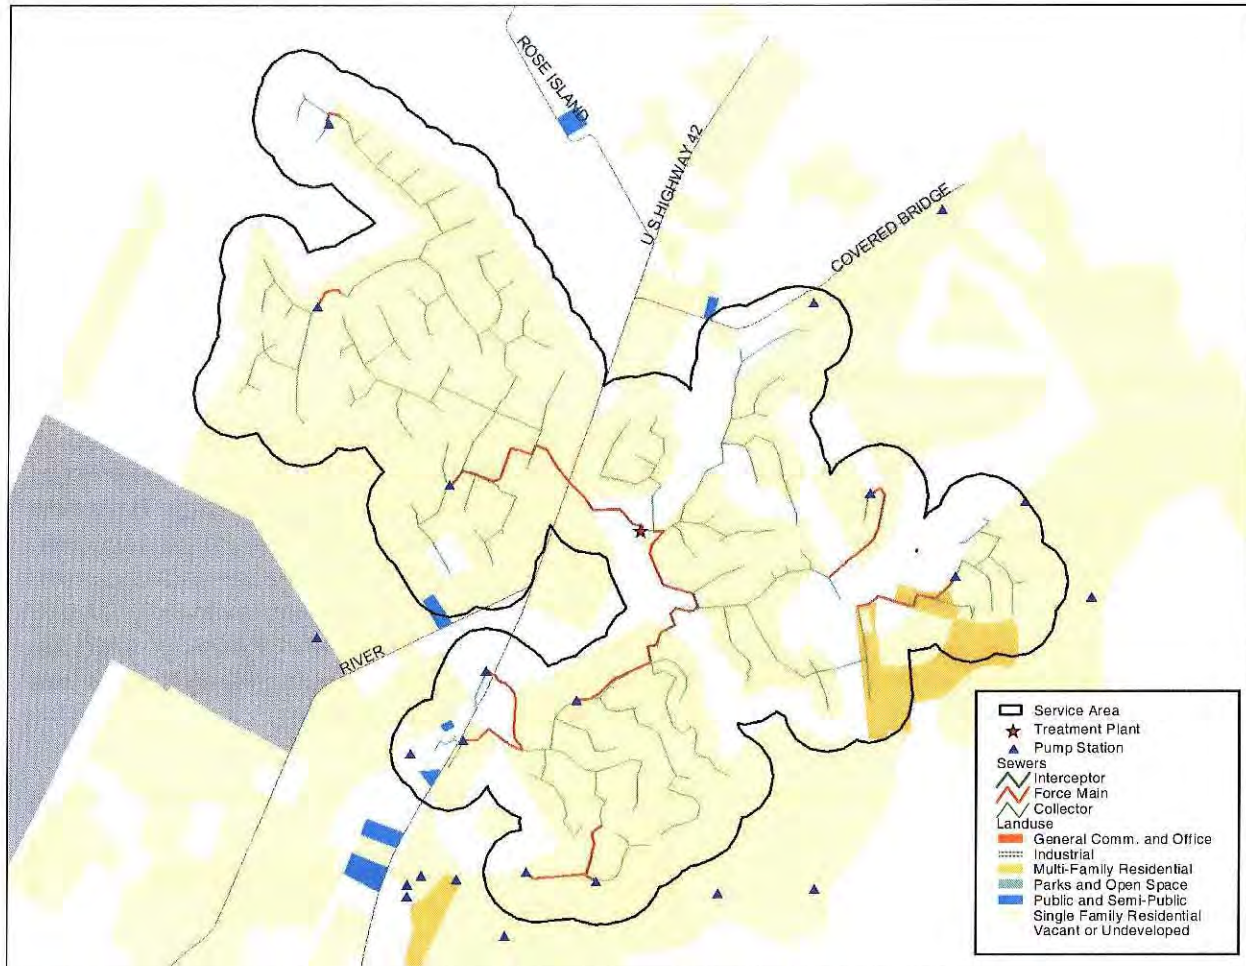 ROSE ISLAND
U S HIGHWAY 42
COVERED BRIDGE
RIVER
Service Area
Treatment Plant
Pump Station
Sewers
Interceptor
Force Main
Collector
Landuse
General Comm. and Office
Industrial
Multi-Family Residential
Parks and Open Space
Public and Semi-Public
Single Family Residential
Vacant or Undeveloped